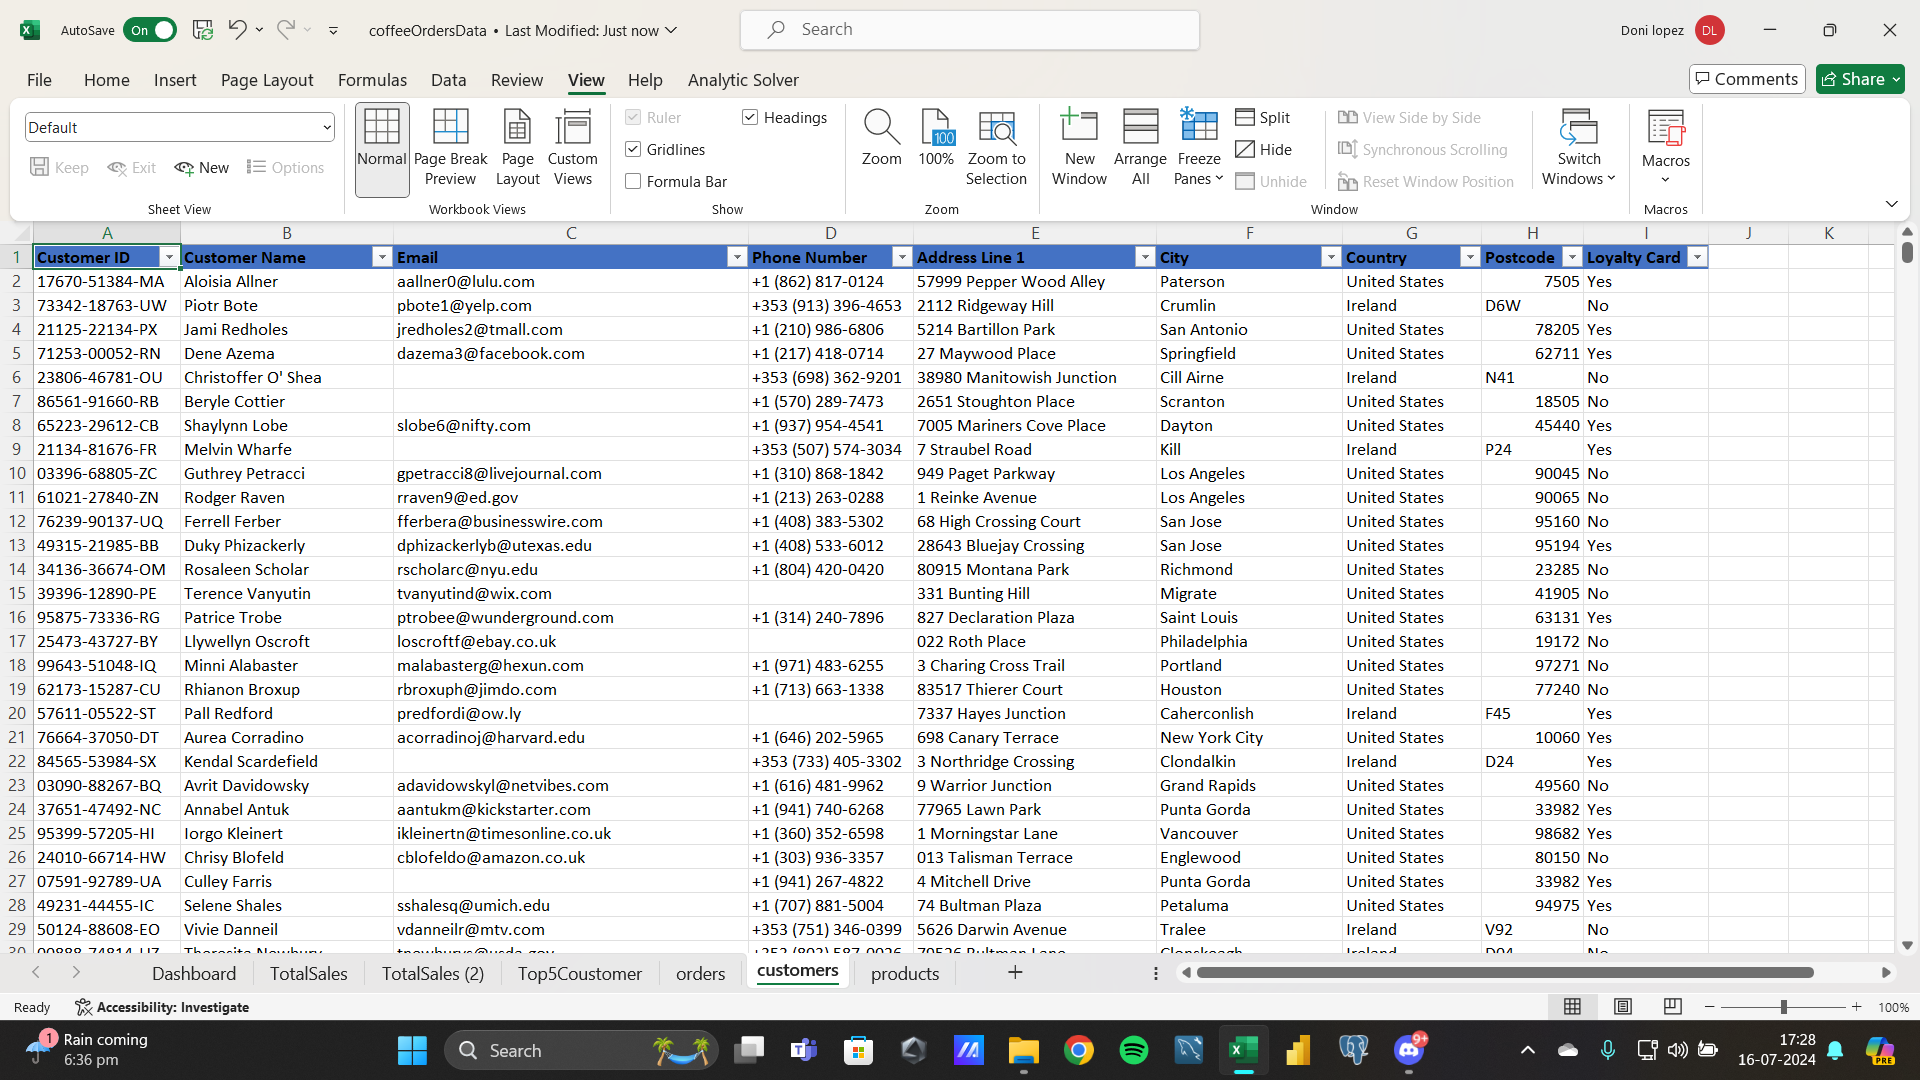 AutoSave On coffeeOrdersData • Last Modified: Just now Search Doni lopez DL
File Home Insert Page Layout Formulas Data Review View Help Analytic Solver Comments Share
Default
Keep Exit New Options
Sheet View
Normal Page Break Preview Page Layout Custom Views
Workbook Views
Ruler Headings
Gridlines
Formula Bar
Show
Zoom 100 100% Zoom to Selection
Zoom
New Window Arrange All Freeze Panes
Split
Hide
Unhide
View Side by Side
Synchronous Scrolling
Reset Window Position
Switch Windows
Window
Macros
Macros
A B C D E F G H I J K
1 Customer ID Customer Name Email Phone Number Address Line 1 City Country Postcode Loyalty Card
2 17670-51384-MA Aloisia Allner aallner0@lulu.com +1 (862) 817-0124 57999 Pepper Wood Alley Paterson United States 7505 Yes
3 73342-18763-UW Piotr Bote pbote1@yelp.com +353 (913) 396-4653 2112 Ridgeway Hill Crumlin Ireland D6W No
4 21125-22134-PX Jami Redholes jredholes2@tmall.com +1 (210) 986-6806 5214 Bartillon Park San Antonio United States 78205 Yes
5 71253-00052-RN Dene Azema dazema3@facebook.com +1 (217) 418-0714 27 Maywood Place Springfield United States 62711 Yes
6 23806-46781-OU Christoffer O' Shea +353 (698) 362-9201 38980 Manitowish Junction Cill Airne Ireland N41 No
7 86561-91660-RB Beryle Cottier +1 (570) 289-7473 2651 Stoughton Place Scranton United States 18505 No
8 65223-29612-CB Shaylynn Lobe slobe6@nifty.com +1 (937) 954-4541 7005 Mariners Cove Place Dayton United States 45440 Yes
9 21134-81676-FR Melvin Wharfe +353 (507) 574-3034 7 Straubel Road Kill Ireland P24 Yes
10 03396-68805-ZC Guthrey Petracci gpetracci8@livejournal.com +1 (310) 868-1842 949 Paget Parkway Los Angeles United States 90045 No
11 61021-27840-ZN Rodger Raven rraven9@ed.gov +1 (213) 263-0288 1 Reinke Avenue Los Angeles United States 90065 No
12 76239-90137-UQ Ferrell Ferber fferbera@businesswire.com +1 (408) 383-5302 68 High Crossing Court San Jose United States 95160 No
13 49315-21985-BB Duky Phizackerly dphizackerlyb@utexas.edu +1 (408) 533-6012 28643 Bluejay Crossing San Jose United States 95194 Yes
14 34136-36674-OM Rosaleen Scholar rscholarc@nyu.edu +1 (804) 420-0420 80915 Montana Park Richmond United States 23285 No
15 39396-12890-PE Terence Vanyutin tvanyutind@wix.com 331 Bunting Hill Migrate United States 41905 No
16 95875-73336-RG Patrice Trobe ptrobee@wunderground.com +1 (314) 240-7896 827 Declaration Plaza Saint Louis United States 63131 Yes
17 25473-43727-BY Llywellyn Oscroft loscroftf@ebay.co.uk 022 Roth Place Philadelphia United States 19172 No
18 99643-51048-IQ Minni Alabaster malabasterg@hexun.com +1 (971) 483-6255 3 Charing Cross Trail Portland United States 97271 No
19 62173-15287-CU Rhianon Broxup rbroxuph@jimdo.com +1 (713) 663-1338 83517 Thierer Court Houston United States 77240 No
20 57611-05522-ST Pall Redford predfordi@ow.ly 7337 Hayes Junction Caherconlish Ireland F45 Yes
21 76664-37050-DT Aurea Corradino acorradinoj@harvard.edu +1 (646) 202-5965 698 Canary Terrace New York City United States 10060 Yes
22 84565-53984-SX Kendal Scardefield +353 (733) 405-3302 3 Northridge Crossing Clondalkin Ireland D24 Yes
23 03090-88267-BQ Avrit Davidowsky adavidowskyl@netvibes.com +1 (616) 481-9962 9 Warrior Junction Grand Rapids United States 49560 No
24 37651-47492-NC Annabel Antuk aantukm@kickstarter.com +1 (941) 740-6268 77965 Lawn Park Punta Gorda United States 33982 Yes
25 95399-57205-HI Iorgo Kleinert ikleinertn@timesonline.co.uk +1 (360) 352-6598 1 Morningstar Lane Vancouver United States 98682 Yes
26 24010-66714-HW Chrisy Blofeld cblofeldo@amazon.co.uk +1 (303) 936-3357 013 Talisman Terrace Englewood United States 80150 No
27 07591-92789-UA Culley Farris +1 (941) 267-4822 4 Mitchell Drive Punta Gorda United States 33982 Yes
28 49231-44455-IC Selene Shales sshalesq@umich.edu +1 (707) 881-5004 74 Bultman Plaza Petaluma United States 94975 Yes
29 50124-88608-EO Vivie Danneil vdanneilr@mtv.com +353 (751) 346-0399 5626 Darwin Avenue Tralee Ireland V92 No
Dashboard TotalSales TotalSales (2) Top5Coustomer orders customers products
Ready Accessibility: Investigate 100%
1 Rain coming
6:36 pm
Search
9+
PRE
17:28
16-07-2024